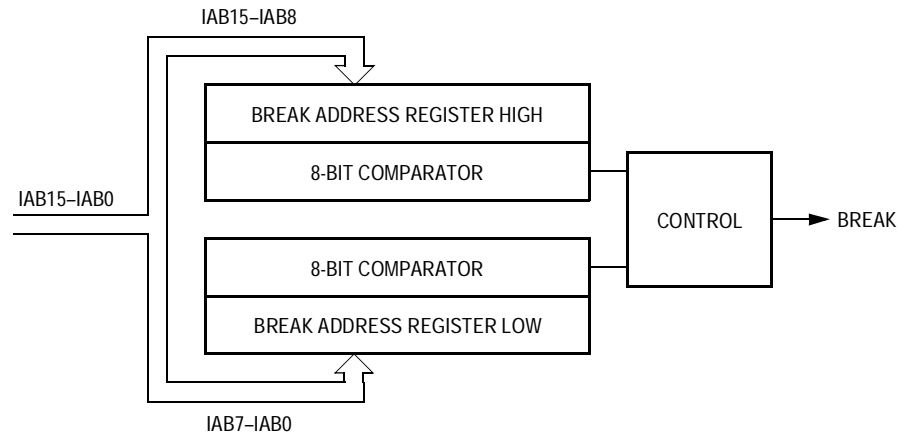 IAB15–IAB8
BREAK ADDRESS REGISTER HIGH
8-BIT COMPARATOR
IAB15–IAB0
CONTROL
BREAK
8-BIT COMPARATOR
BREAK ADDRESS REGISTER LOW
IAB7–IAB0